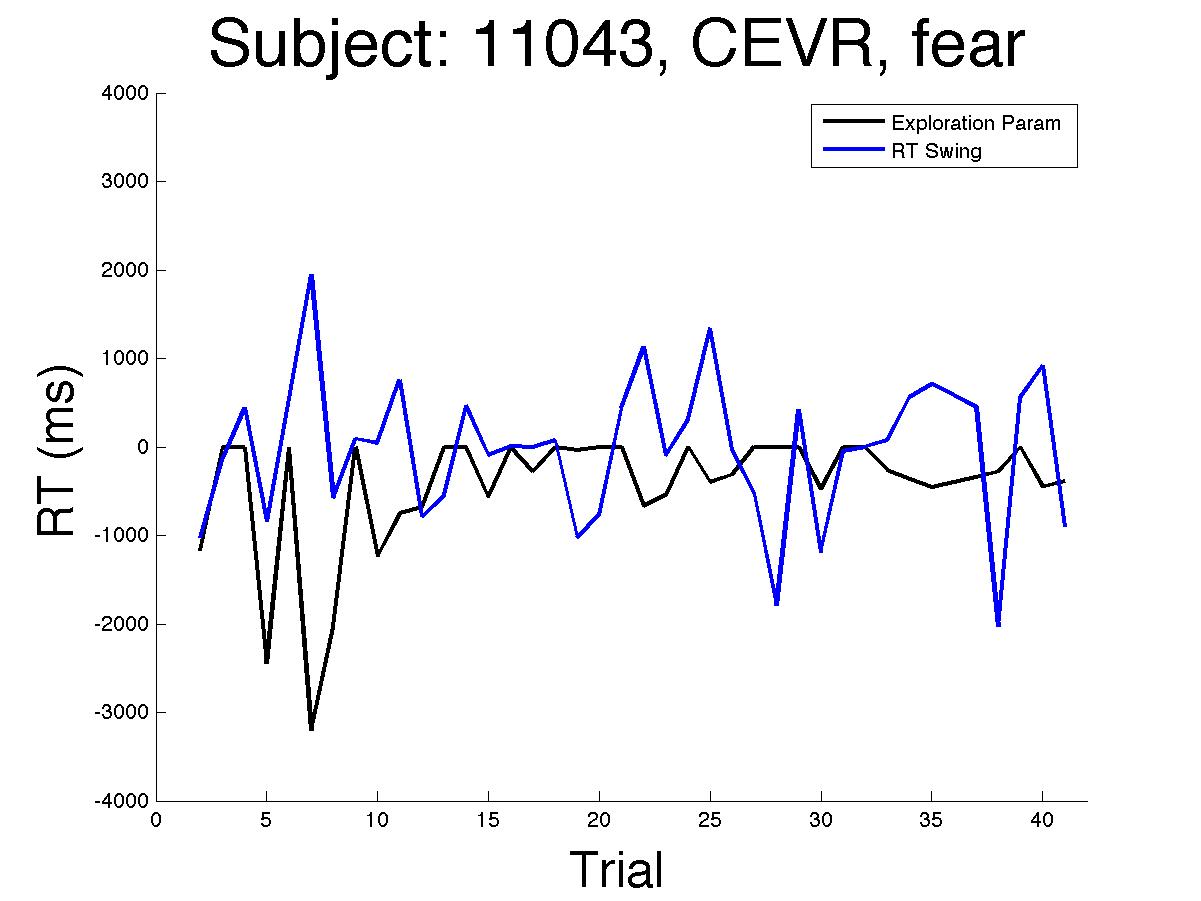 Subject: 11043, CEVR, fear
Exploration Param
RT Swing
4000
3000
2000
1000
0
-1000
-2000
-3000
-4000
RT (ms)
0 5 10 15 20 25 30 35 40
Trial